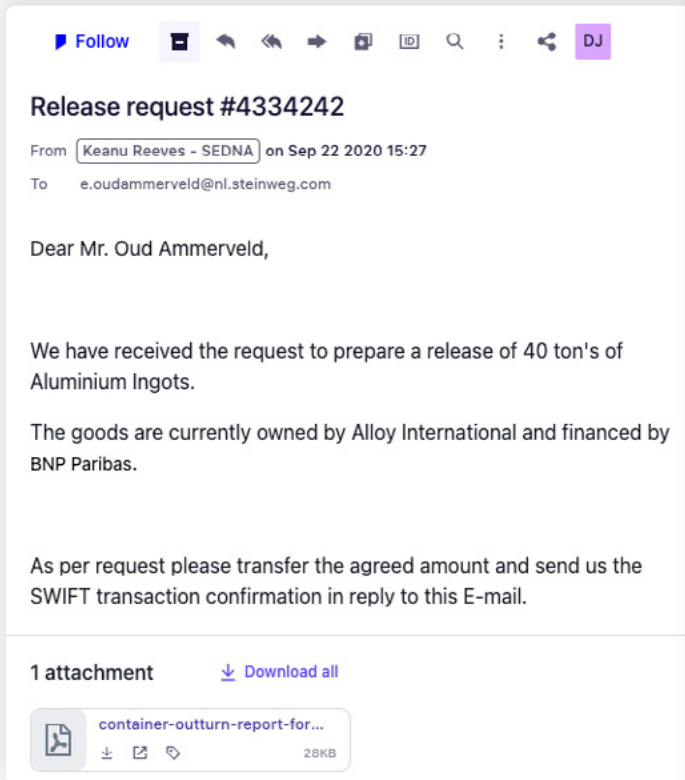 Follow
ID
DJ
Release request #4334242
From Keanu Reeves - SEDNA on Sep 22 2020 15:27
To e.oudammerveld@nl.steinweg.com
Dear Mr. Oud Ammerveld,
We have received the request to prepare a release of 40 ton's of
Aluminium Ingots.
The goods are currently owned by Alloy International and financed by
BNP Paribas.
As per request please transfer the agreed amount and send us the
SWIFT transaction confirmation in reply to this E-mail.
1 attachment
Download all
container-outturn-report-for...
28KB